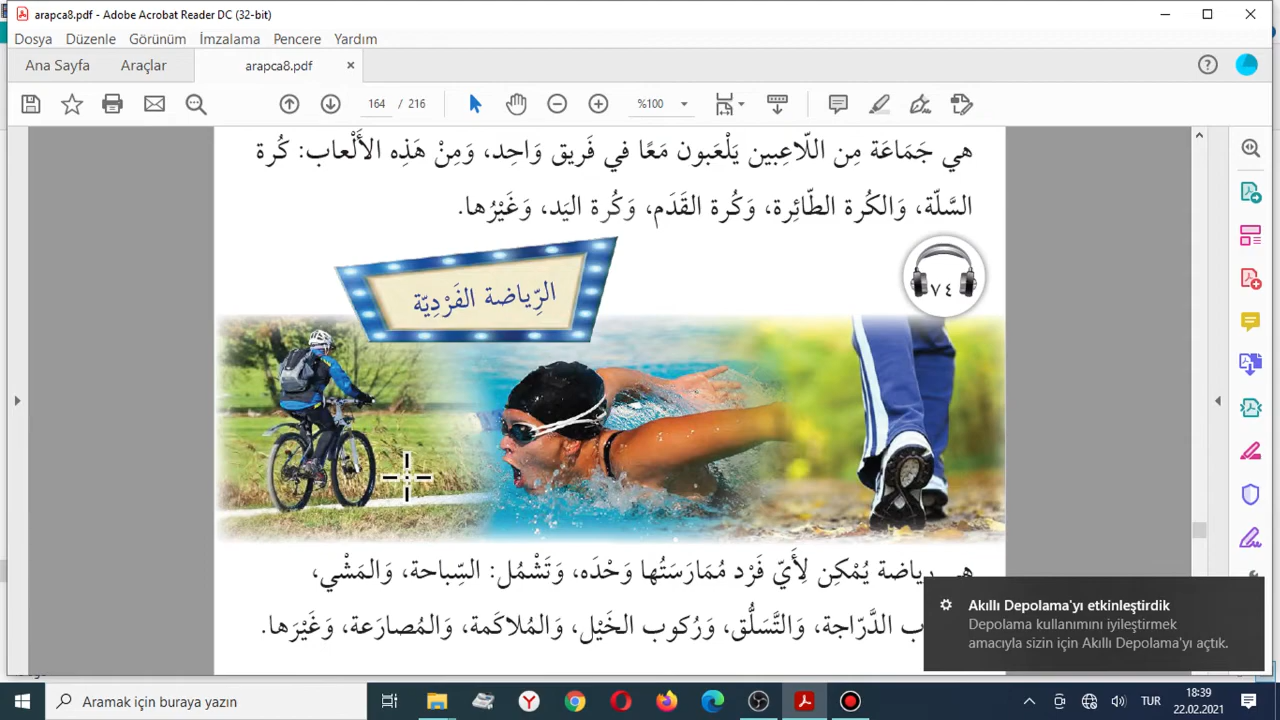 arapca8.pdf - Adobe Acrobat Reader DC (32-bit)
Dosya Düzenle Görünüm İmzalama Pencere Yardım
Ana Sayfa Araçlar arapca8.pdf ×
164 / 216 %100
هي جَمَاعَة مِن اللّاعِبين يَلْعَبون مَعًا في فَريق وَاحِد، وَمِنْ هَذِه الأَلْعاب: كُرة
السَّلّة، وَالكُرة الطّائِرة، وَكُرة القَدَم، وَكُرة اليَد، وَغَيْرُها.
الرِّياضة الفَرْدِيّة
٧٤
رياضة يُمْكِن لِأَيّ فَرْد مُمَارَسَتُها وَحْدَه، وَتَشْمُل: السِّباحة، وَالمَشْي،
الدَّرّاجة، وَالتَّسَلُّق، وَرُكوب الخَيْل، وَالمُلاكَمة، وَالمُصارَعة، وَغَيْرَها.
Akıllı Depolama'yı etkinleştirdik
Depolama kullanımını iyileştirmek
amacıyla sizin için Akıllı Depolama'yı açtık.
Aramak için buraya yazın
TUR
18:39
22.02.2021